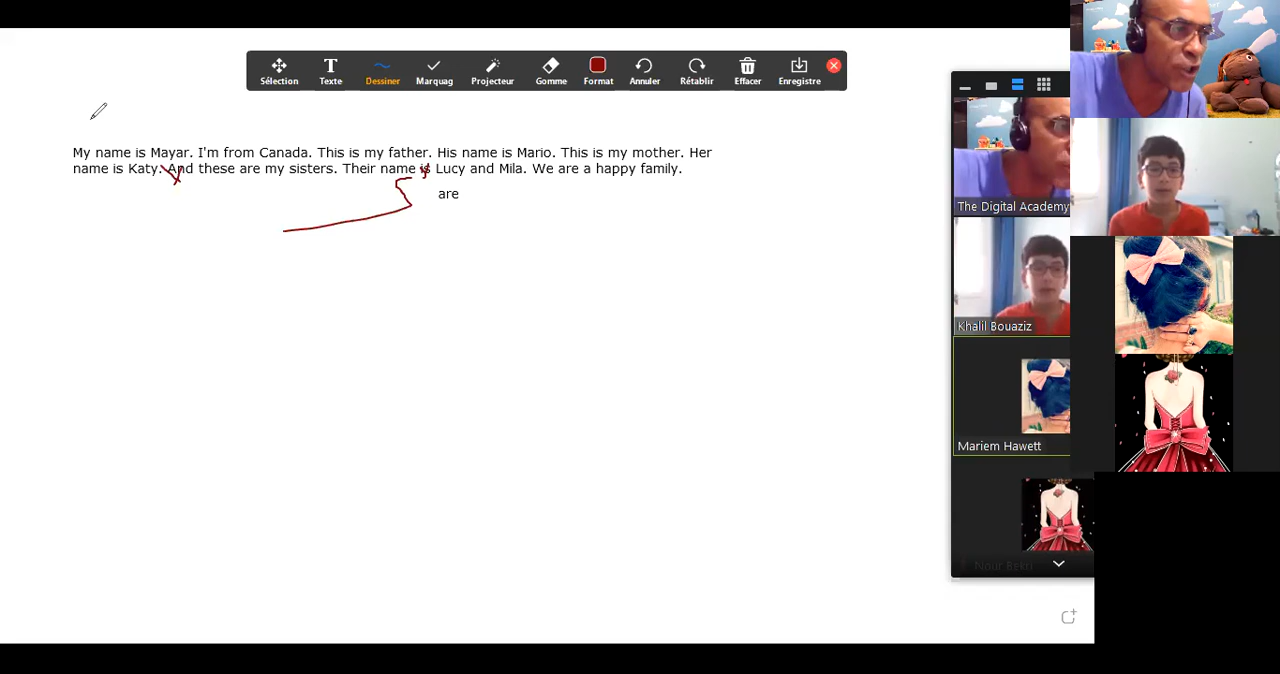 Sélection Texte Dessiner Marquag Projecteur Gomme Format Annuler Rétablir Effacer Enregistre
My name is Mayar. I'm from Canada. This is my father. His name is Mario. This is my mother. Her
name is Katy. And these are my sisters. Their name is Lucy and Mila. We are a happy family.
are
The Digital Academy
Khalil Bouaziz
Mariem Hawett
Nour Bekri